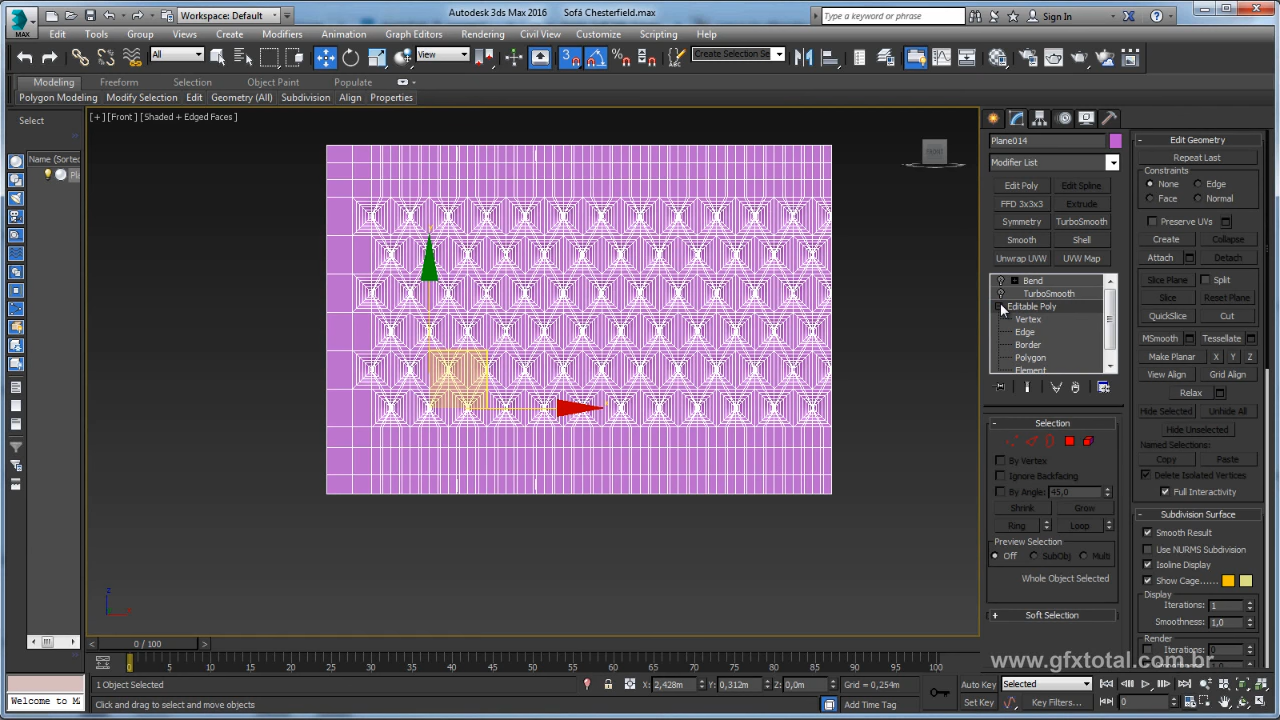 MAX
Workspace: Default
Autodesk 3ds Max 2016
Sofá Chesterfield.max
Type a keyword or phrase
Sign In
Edit
Tools
Group
Views
Create
Modifiers
Animation
Graph Editors
Rendering
Civil View
Customize
Scripting
Help
All
View
3
Create Selection Se
Modeling
Freeform
Selection
Object Paint
Populate
Polygon Modeling
Modify Selection
Edit
Geometry (All)
Subdivision
Align
Properties
Select
Name (Sorted
[+] [Front] [Shaded + Edged Faces]
FRONT
Plane014
Modifier List
Edit Poly
Edit Spline
FFD 3x3x3
Extrude
Symmetry
TurboSmooth
Smooth
Shell
Unwrap UVW
UVW Map
Bend
TurboSmooth
Editable Poly
Vertex
Edge
Border
Polygon
Element
Selection
By Vertex
Ignore Backfacing
By Angle:
45,0
Shrink
Grow
Ring
Loop
Preview Selection
Off
SubObj
Multi
Whole Object Selected
Soft Selection
Edit Geometry
Repeat Last
Constraints
None
Edge
Face
Normal
Preserve UVs
Create
Collapse
Attach
Detach
Slice Plane
Split
Slice
Reset Plane
QuickSlice
Cut
MSmooth
Tessellate
Make Planar
X
Y
Z
View Align
Grid Align
Relax
Hide Selected
Unhide All
Hide Unselected
Named Selections:
Copy
Paste
Delete Isolated Vertices
Full Interactivity
Subdivision Surface
Smooth Result
Use NURMS Subdivision
Isoline Display
Show Cage......
Display
Iterations:
1
Smoothness:
1,0
Render
Iterations:
0
0 / 100
0
5
10
15
20
25
30
35
40
45
50
55
60
65
70
75
80
85
90
95
100
www.gfxtotal.com.br
1 Object Selected
X:
2,428m
Y:
0,312m
Z:
0,0m
Grid = 0,254m
Auto Key
Selected
Welcome to M
Click and drag to select and move objects
Add Time Tag
Set Key
Key Filters...
0